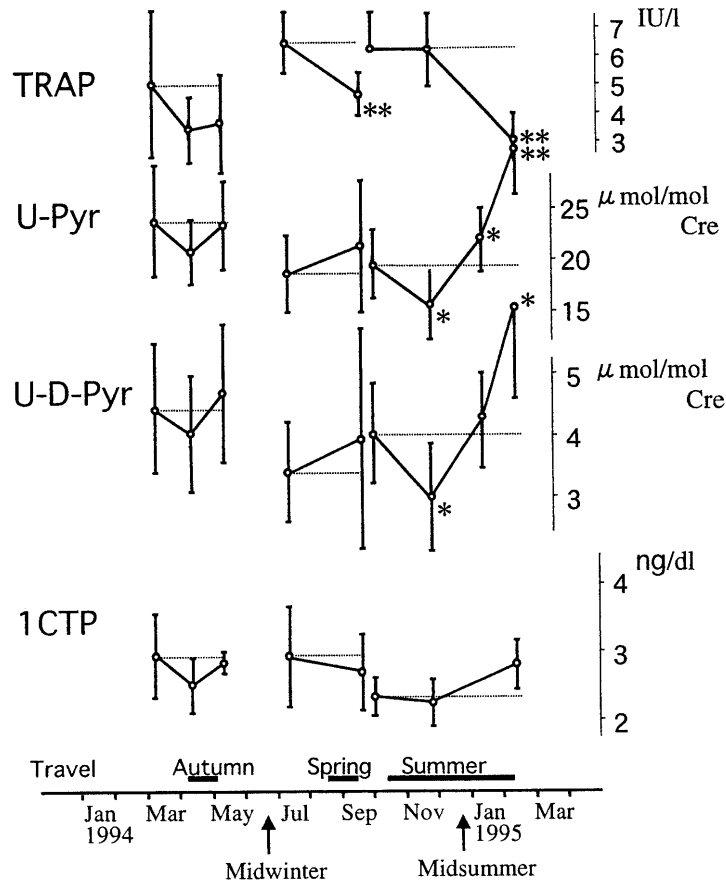 IU/l
7
6
TRAP
5
4
**
3
**
**
U-Pyr
25
μ mol/mol
Cre
*
20
15
*
*
U-D-Pyr
5
μ mol/mol
Cre
4
3
*
ng/dl
4
1CTP
3
2
Travel
Autumn
Spring
Summer
Jan Mar May Jul Sep Nov Jan Mar
1994
1995
Midwinter
Midsummer